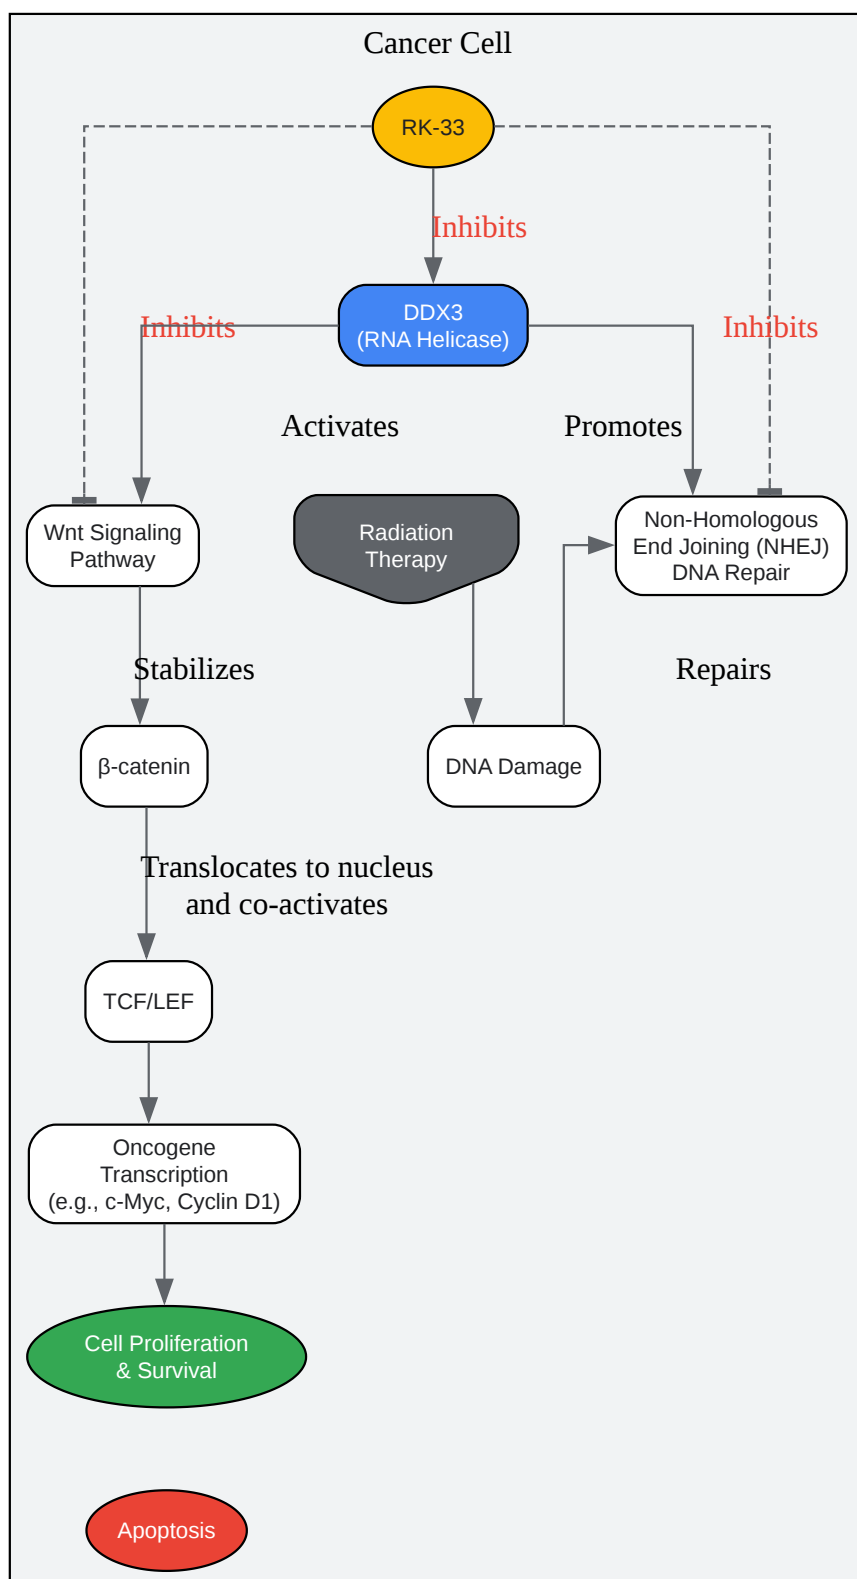 Cancer Cell
RK-33
Inhibits
DDX3
(RNA Helicase)
Inhibits
Inhibits
Activates
Promotes
Wnt Signaling
Pathway
Radiation
Therapy
Non-Homologous
End Joining (NHEJ)
DNA Repair
Stabilizes
Repairs
β-catenin
DNA Damage
Translocates to nucleus
and co-activates
TCF/LEF
Oncogene
Transcription
(e.g., c-Myc, Cyclin D1)
Cell Proliferation
& Survival
Apoptosis